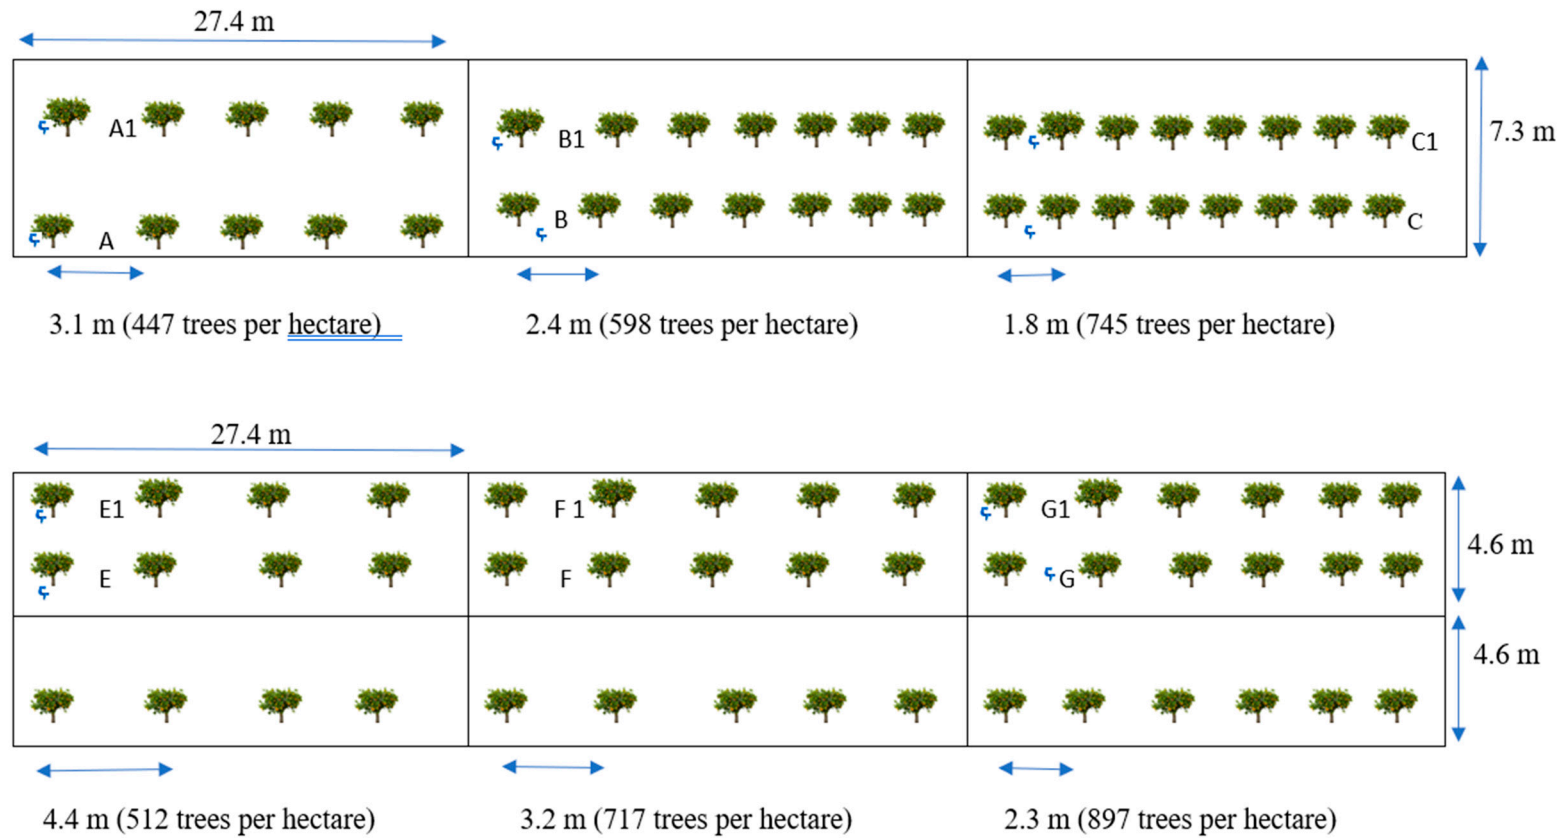 27.4 m
A1
B1
C1
7.3 m
A
B
C
3.1 m (447 trees per hectare)
2.4 m (598 trees per hectare)
1.8 m (745 trees per hectare)
27.4 m
E1
F 1
G1
4.6 m
E
F
G
4.6 m
4.4 m (512 trees per hectare)
3.2 m (717 trees per hectare)
2.3 m (897 trees per hectare)